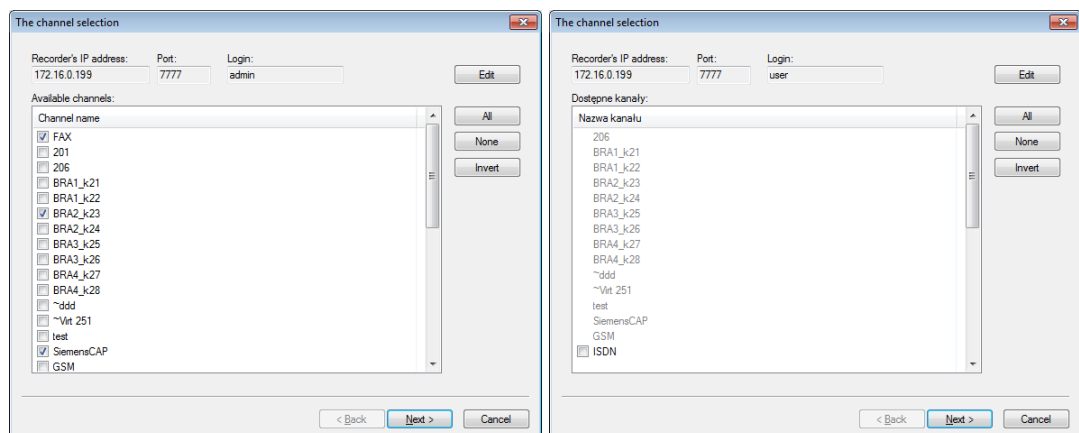 The channel selection
Recorder's IP address: Port: Login:
172.16.0.199 7777 admin Edit
Available channels:
Channel name All
FAX
201 None
206
BRA1_k21 Invert
BRA1_k22
BRA2_k23
BRA2_k24
BRA3_k25
BRA3_k26
BRA4_k27
BRA4_k28
~ddd
~Virt 251
test
SiemensCAP
GSM
< Back Next > Cancel
The channel selection
Recorder's IP address: Port: Login:
172.16.0.199 7777 user Edit
Dostępne kanały:
Nazwa kanału All
206 None
BRA1_k21
BRA1_k22 Invert
BRA2_k23
BRA2_k24
BRA3_k25
BRA3_k26
BRA4_k27
BRA4_k28
~ddd
~Virt 251
test
SiemensCAP
GSM
ISDN
< Back Next > Cancel